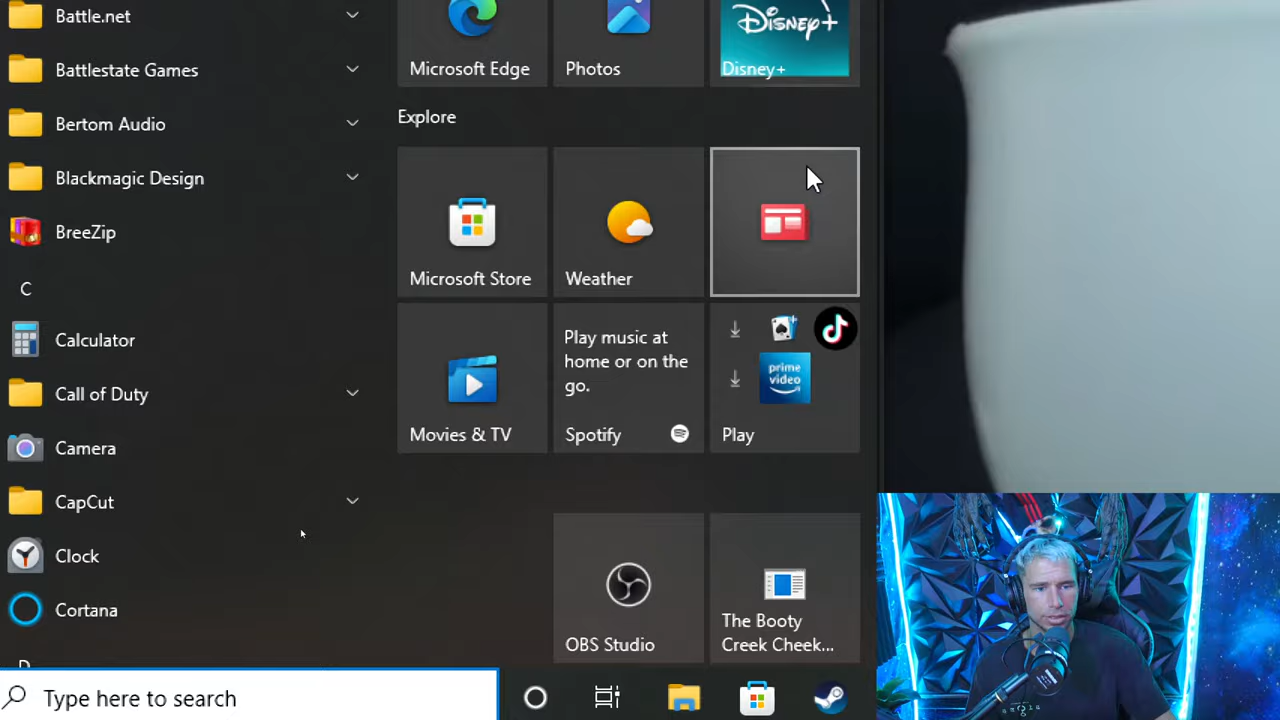 Battle.net
Battlestate Games
Bertom Audio
Blackmagic Design
BreeZip
C
Calculator
Call of Duty
Camera
CapCut
Clock
Cortana
D
Microsoft Edge
Photos
Disney+
Disney+
Explore
Microsoft Store
Weather
Movies & TV
Play music at
home or on the
go.
Spotify
prime
video
Play
OBS Studio
The Booty
Creek Cheek...
Type here to search